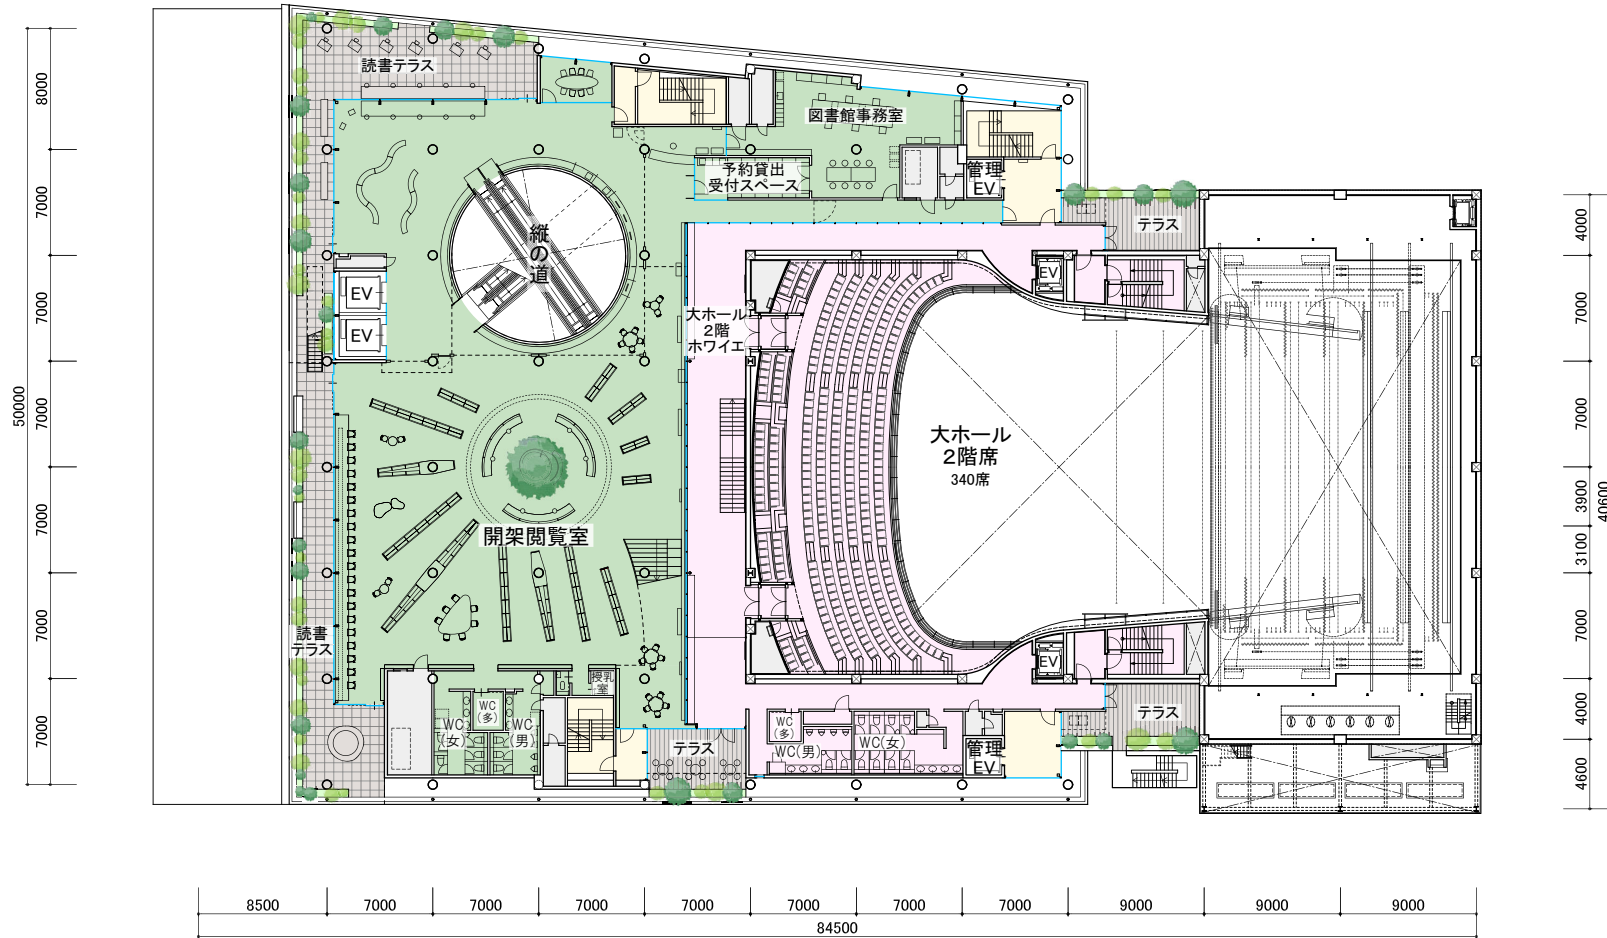 読書テラス
図書館事務室
予約貸出
受付スペース
管理
EV
テラス
縦の道
EV
EV
EV
大ホール
2階
ホワイエ
大ホール
2階席
340席
開架閲覧室
読書
テラス
授乳
室
WC
(女)
WC
(多)
WC
(男)
テラス
WC
(多)
WC(男)
WC(女)
管理
EV
EV
テラス
50000
8000
7000
7000
7000
7000
7000
7000
4000
7000
7000
3900
3100
7000
4000
4600
40600
8500
7000
7000
7000
7000
7000
7000
7000
9000
9000
9000
84500